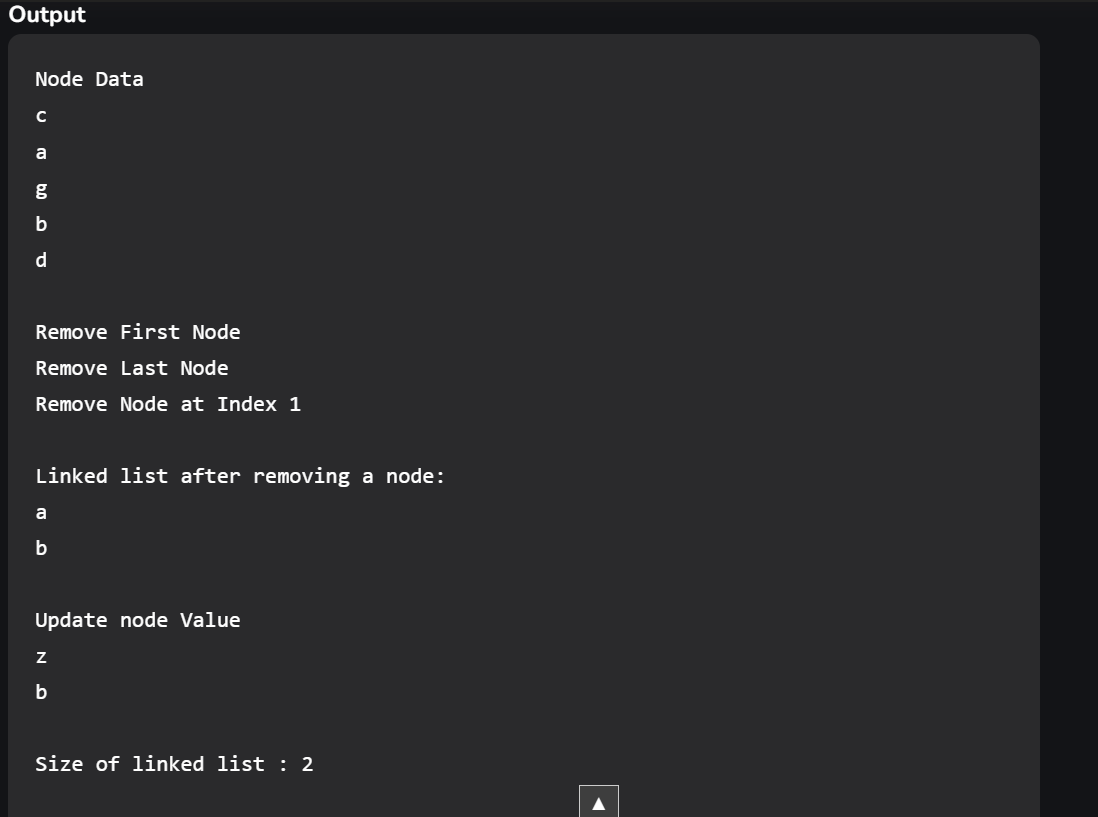 Output
Node Data
c
a
g
b
d
Remove First Node
Remove Last Node
Remove Node at Index 1
Linked list after removing a node:
a
b
Update node Value
z
b
Size of linked list : 2
▲